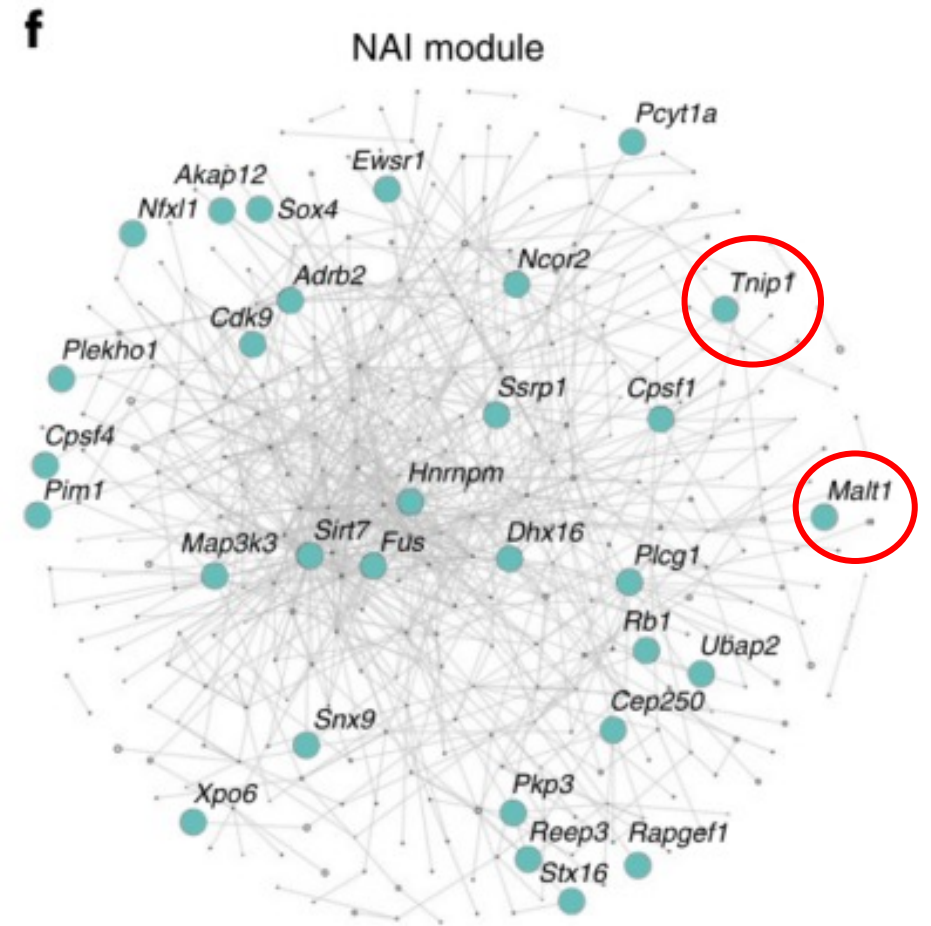 f
NAI module
Pcyt1a
Ewsr1
Akap12
Nfxl1
Sox4
Ncor2
Adrb2
Tnip1
Cdk9
Plekho1
Ssrp1
Cpsf1
Cpsf4
Hnrnpm
Pim1
Malt1
Map3k3
Sirt7
Fus
Dhx16
Plcg1
Rb1
Ubap2
Cep250
Snx9
Xpo6
Pkp3
Reep3
Rapgef1
Stx16